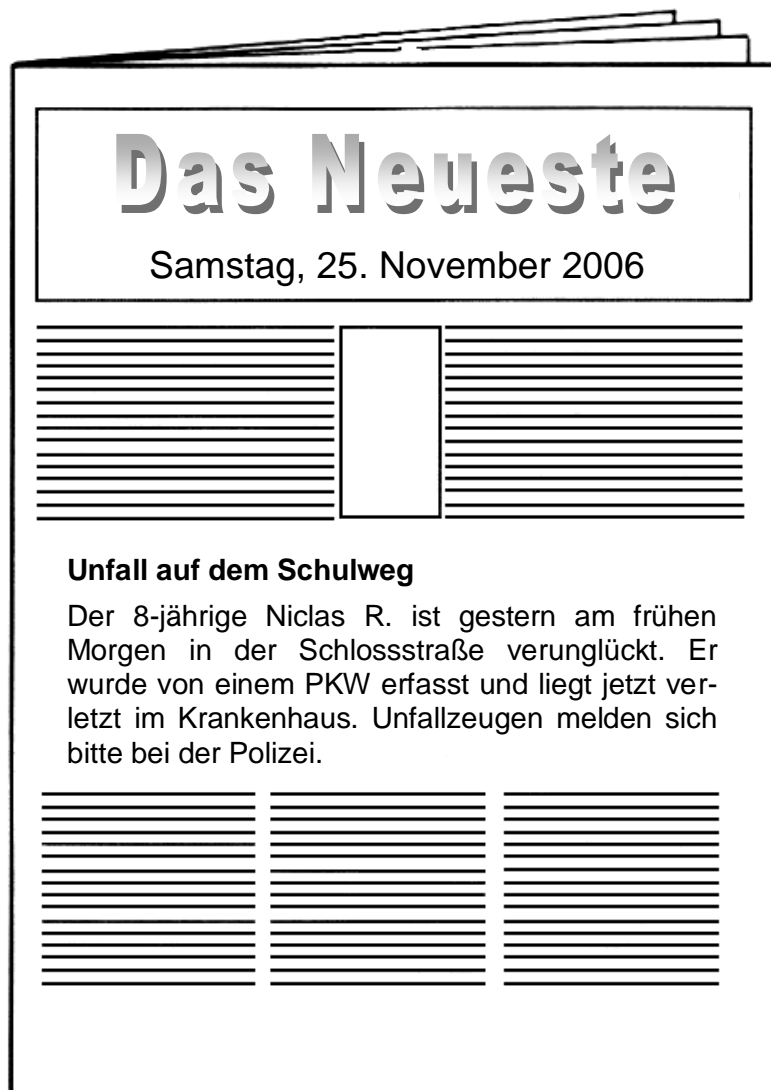 Das Neueste
Samstag, 25. November 2006
Unfall auf dem Schulweg
Der 8-jährige Niclas R. ist gestern am frühen
Morgen in der Schlossstraße verunglückt. Er
wurde von einem PKW erfasst und liegt jetzt ver-
letzt im Krankenhaus. Unfallzeugen melden sich
bitte bei der Polizei.